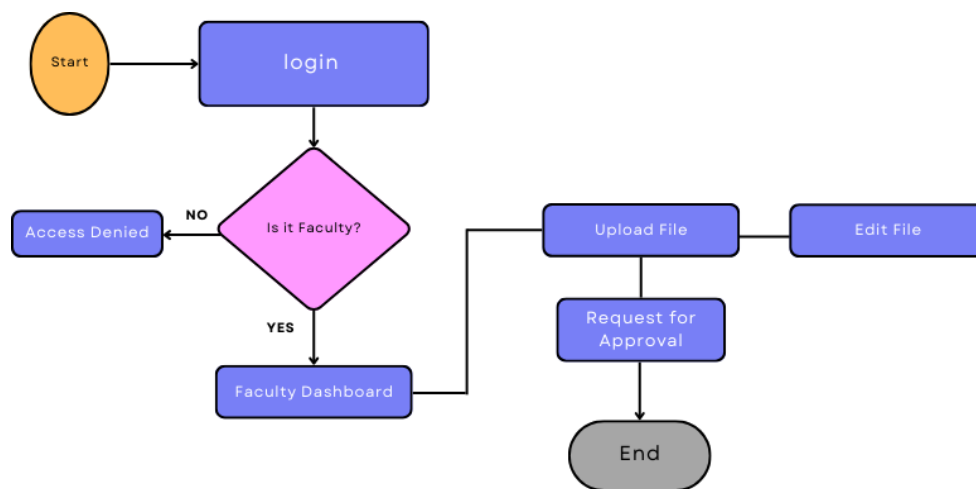 Start
login
Is it Faculty?
NO
Access Denied
YES
Faculty Dashboard
Upload File
Edit File
Request for
Approval
End